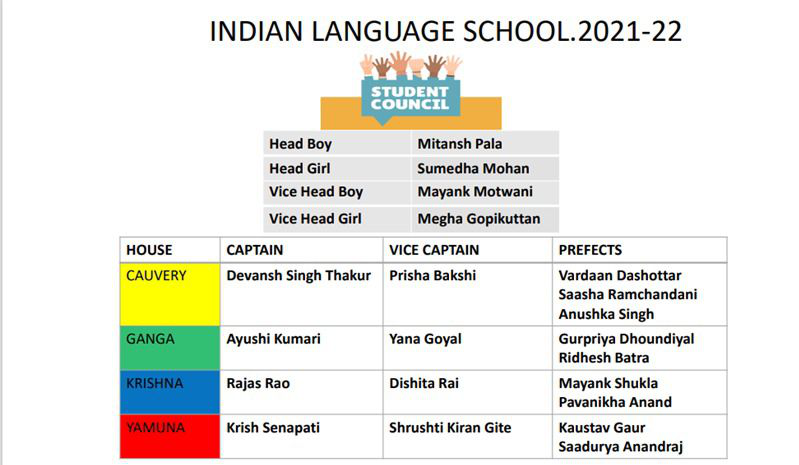 INDIAN LANGUAGE SCHOOL.2021-22
STUDENT
COUNCIL
Head Boy Mitansh Pala
Head Girl Sumedha Mohan
Vice Head Boy Mayank Motwani
Vice Head Girl Megha Gopikuttan
HOUSE CAPTAIN VICE CAPTAIN PREFECTS
CAUVERY Devansh Singh Thakur Prisha Bakshi Vardaan Dashottar
Saasha Ramchandani
Anushka Singh
GANGA Ayushi Kumari Yana Goyal Gurpriya Dhoundiyal
Ridhesh Batra
KRISHNA Rajas Rao Dishita Rai Mayank Shukla
Pavanikha Anand
YAMUNA Krish Senapati Shrushti Kiran Gite Kaustav Gaur
Saadurya Anandraj